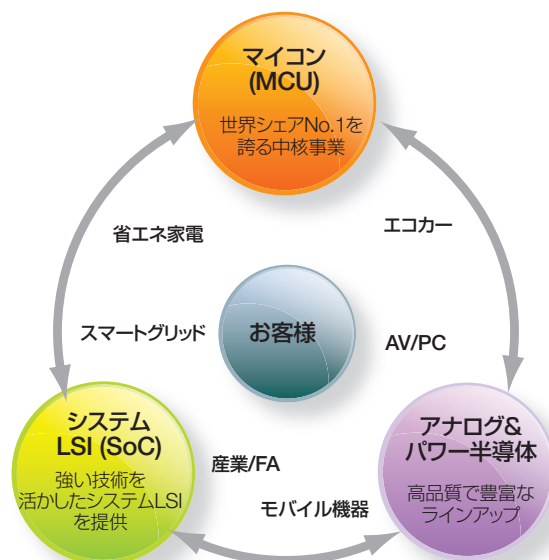 マイコン
(MCU)
世界シェアNo.1を
誇る中核事業
省エネ家電
エコカー
スマートグリッド
お客様
AV/PC
システム
LSI (SoC)
強い技術を
活かしたシステムLSI
を提供
産業/FA
モバイル機器
アナログ&
パワー半導体
高品質で豊富な
ラインアップ